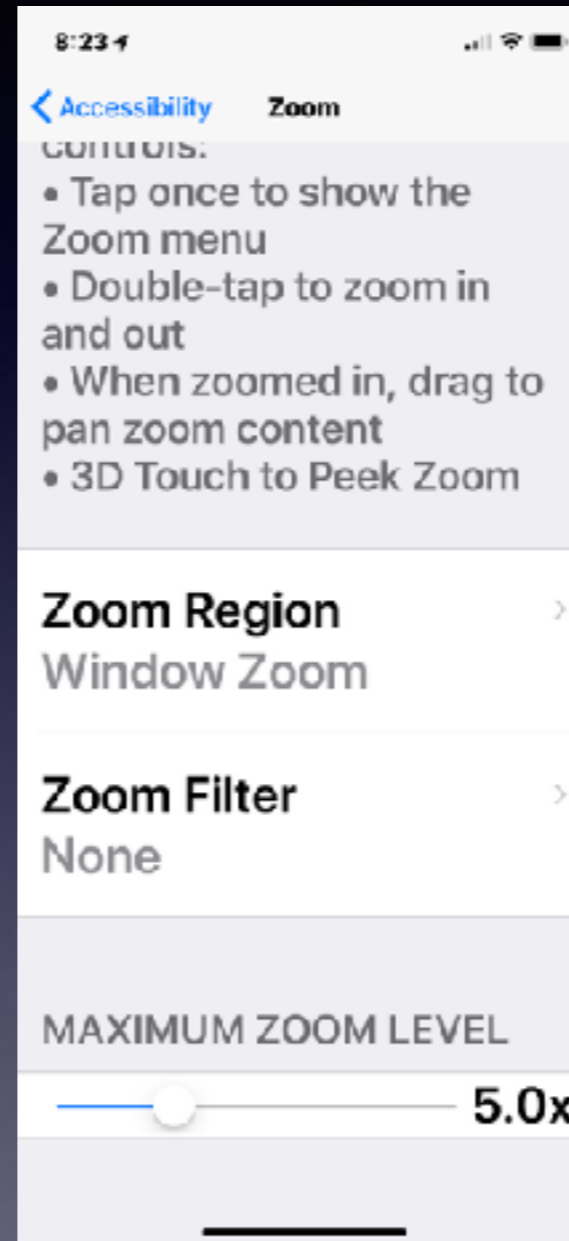 8:23
Accessibility Zoom
controls:
• Tap once to show the
Zoom menu
• Double-tap to zoom in
and out
• When zoomed in, drag to
pan zoom content
• 3D Touch to Peek Zoom
Zoom Region
Window Zoom
Zoom Filter
None
MAXIMUM ZOOM LEVEL
5.0x